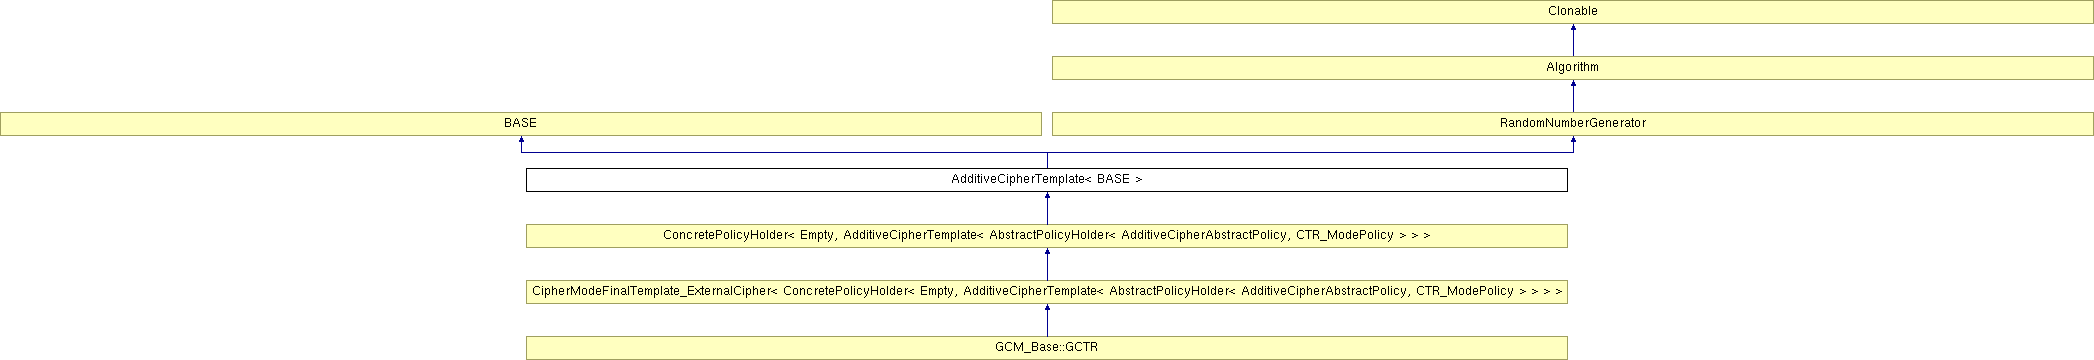 Clonable
Algorithm
BASE
RandomNumberGenerator
AdditiveCipherTemplate< BASE >
ConcretePolicyHolder< Empty, AdditiveCipherTemplate< AbstractPolicyHolder< AdditiveCipherAbstractPolicy, CTR_ModePolicy > > >
CipherModeFinalTemplate_ExternalCipher< ConcretePolicyHolder< Empty, AdditiveCipherTemplate< AbstractPolicyHolder< AdditiveCipherAbstractPolicy, CTR_ModePolicy > > > >
GCM_Base::GCTR